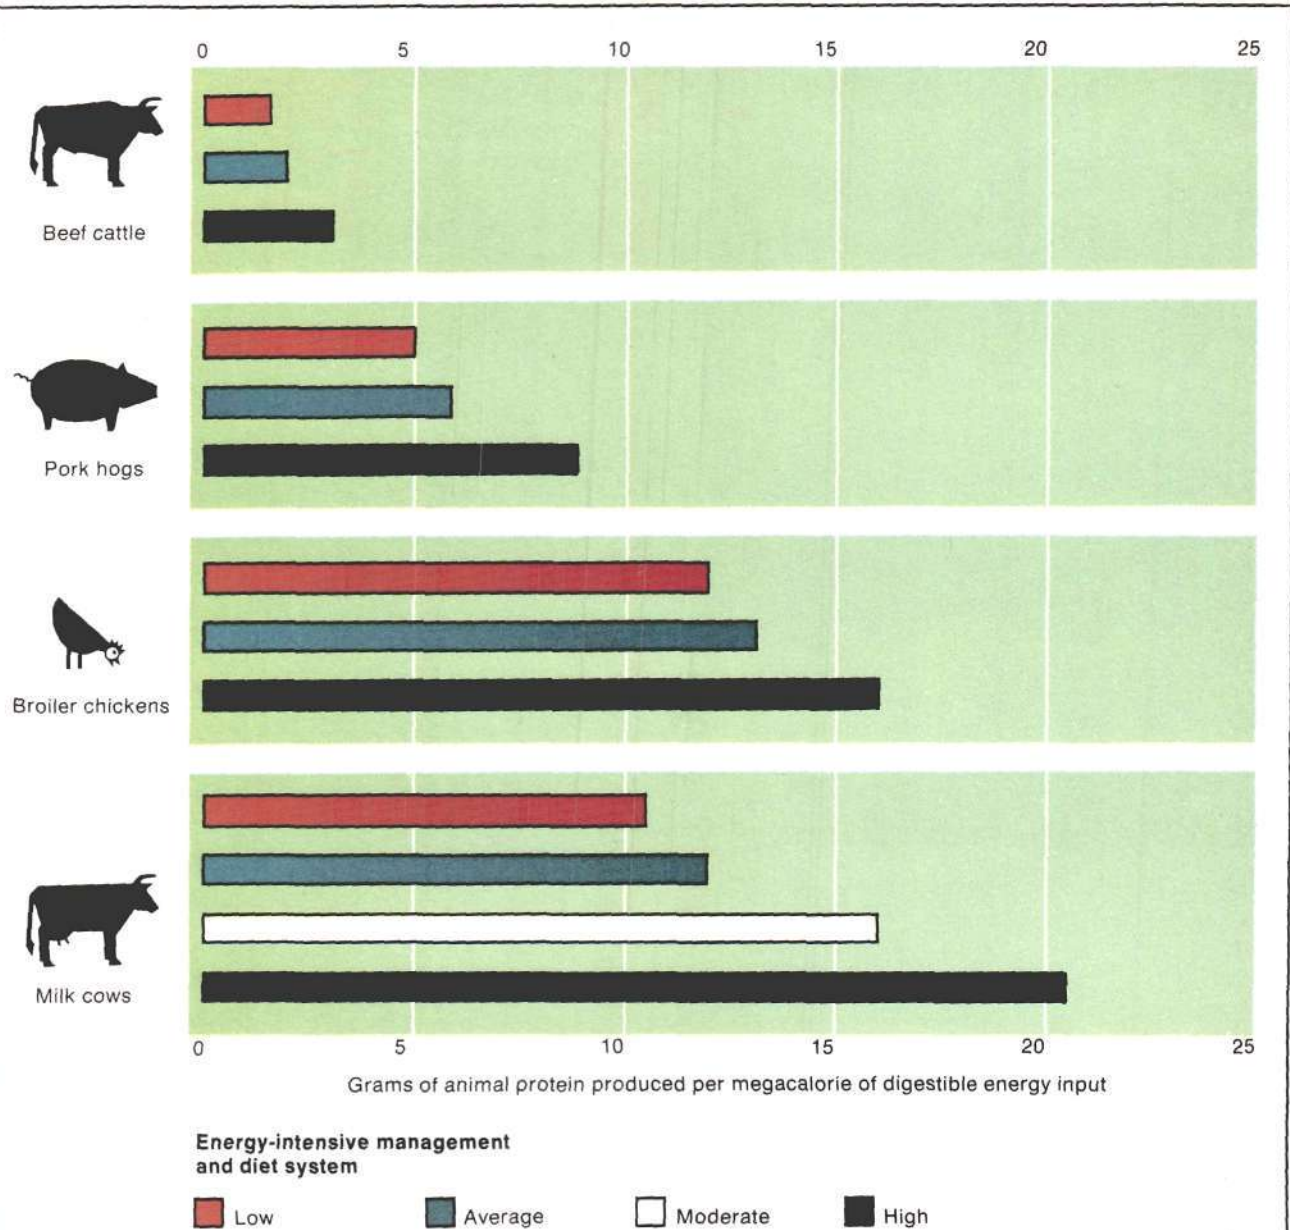 0 5 10 15 20 25
Beef cattle
Pork hogs
Broiler chickens
Milk cows
0 5 10 15 20 25
Grams of animal protein produced per megacalorie of digestible energy input
Energy-intensive management
and diet system
Low Average Moderate High